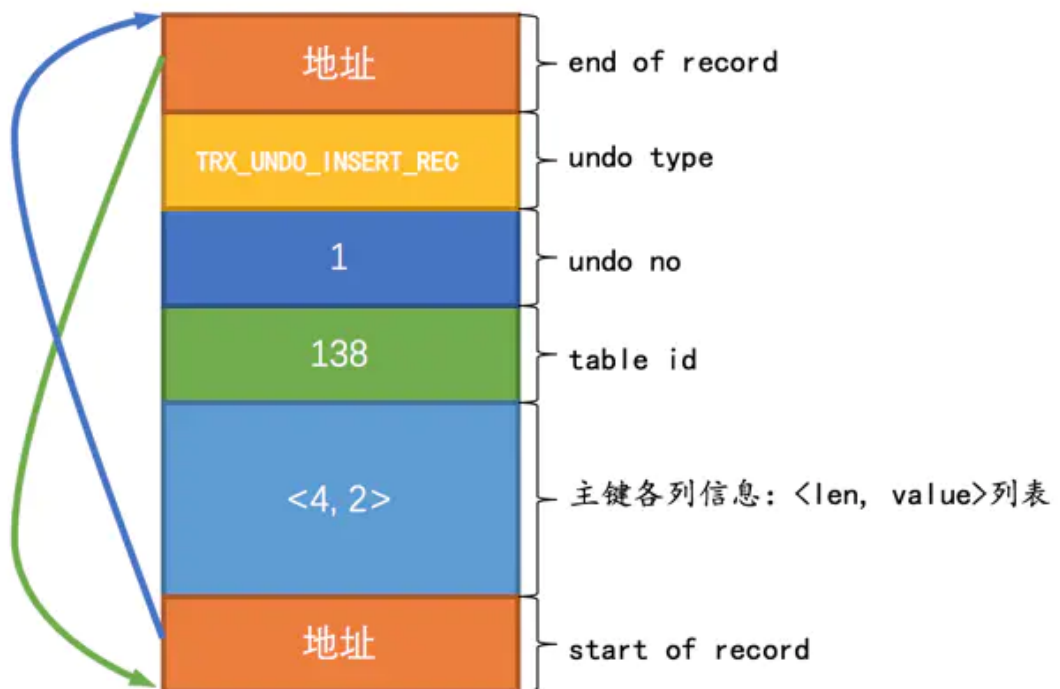 地址
end of record
TRX_UNDO_INSERT_REC
undo type
1
undo no
138
table id
<4, 2>
主键各列信息：<len, value>列表
地址
start of record